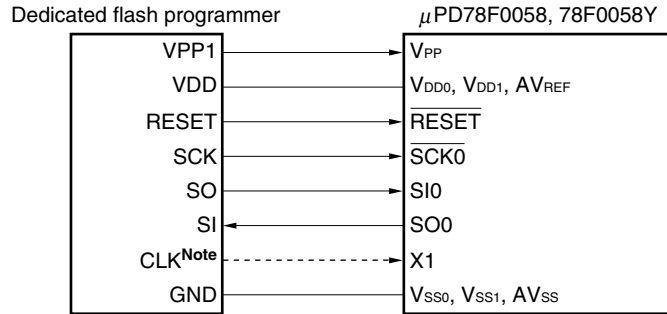 Dedicated flash programmer μPD78F0058, 78F0058Y
VPP1 VPP
VDD VDD0, VDD1, AVREF
RESET RESET
SCK SCK0
SO SI0
SI SO0
CLKNote X1
GND VSS0, VSS1, AVSS